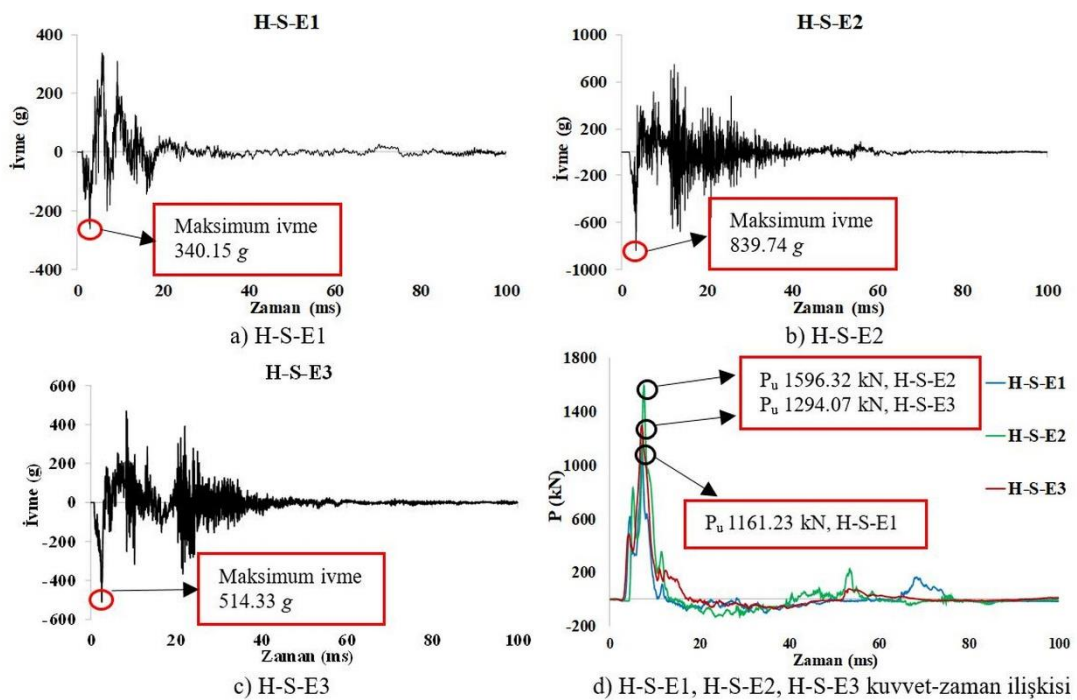 H-S-E1
İvme (g)
400
200
0
-200
-400
Maksimum ivme
340.15 g
0 20 40 60 80 100
Zaman (ms)
a) H-S-E1
H-S-E2
İvme (g)
1000
600
200
-200
-600
-1000
Maksimum ivme
839.74 g
0 20 40 60 80 100
Zaman (ms)
b) H-S-E2
H-S-E3
İvme (g)
600
400
200
0
-200
-400
-600
Maksimum ivme
514.33 g
0 20 40 60 80 100
Zaman (ms)
c) H-S-E3
P (kN)
1800
1400
1000
600
200
-200
Pu 1596.32 kN, H-S-E2
Pu 1294.07 kN, H-S-E3
Pu 1161.23 kN, H-S-E1
H-S-E1
H-S-E2
H-S-E3
0 20 40 60 80 100
Zaman (ms)
d) H-S-E1, H-S-E2, H-S-E3 kuvvet-zaman ilişkisi